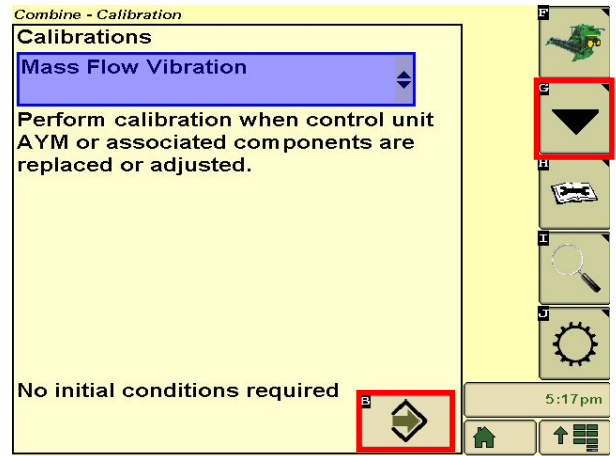 Combine - Calibration
Calibrations
Mass Flow Vibration
Perform calibration when control unit
AYM or associated components are
replaced or adjusted.
No initial conditions required
B
F
G
H
I
J
5:17pm